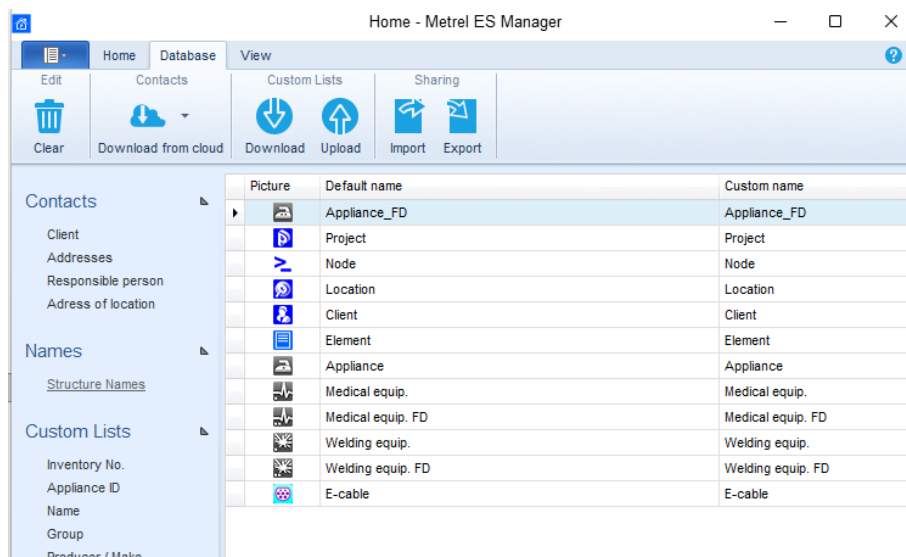 Home - Metrel ES Manager
Home Database View
Edit Contacts Custom Lists Sharing
Clear Download from cloud Download Upload Import Export
Contacts
Client
Addresses
Responsible person
Adress of location
Names
Structure Names
Custom Lists
Inventory No.
Appliance ID
Name
Group
Producer / Make
Picture Default name Custom name
Appliance_FD Appliance_FD
Project Project
Node Node
Location Location
Client Client
Element Element
Appliance Appliance
Medical equip. Medical equip.
Medical equip. FD Medical equip. FD
Welding equip. Welding equip.
Welding equip. FD Welding equip. FD
E-cable E-cable